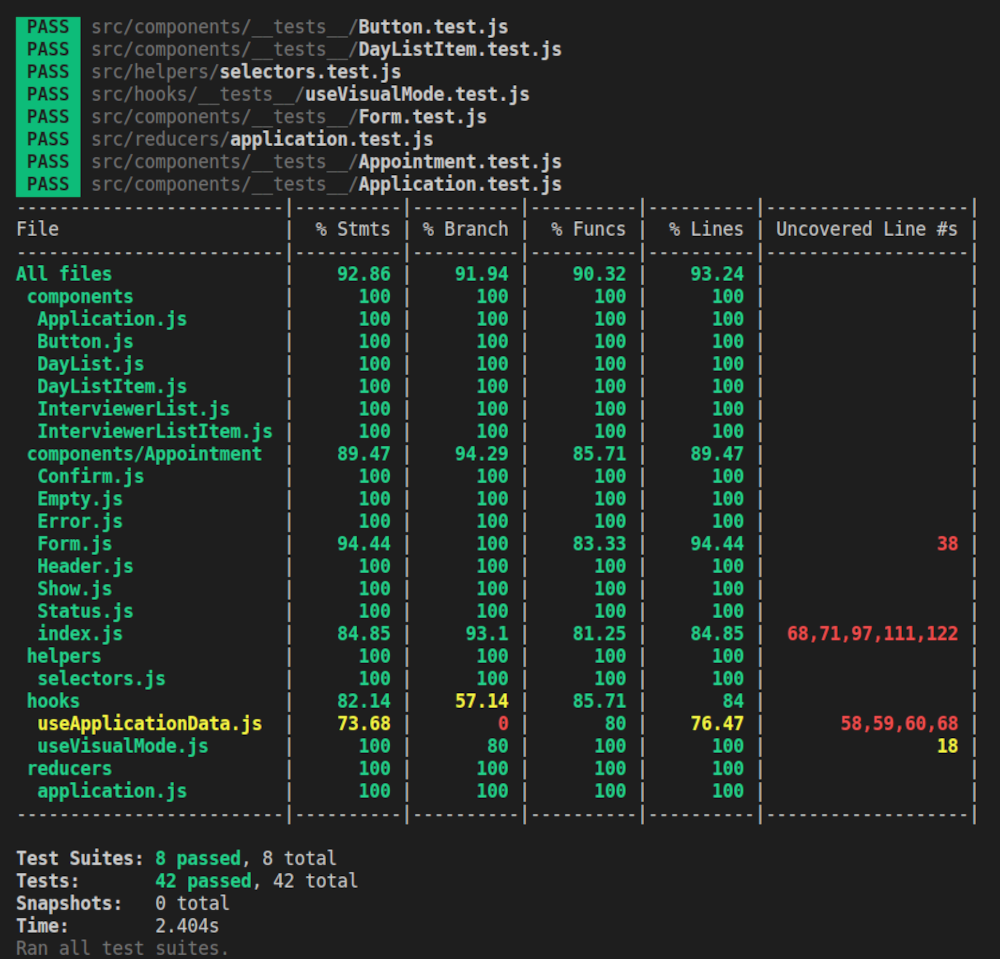 PASS src/components/__tests__/Button.test.js
PASS src/components/__tests__/DayListItem.test.js
PASS src/helpers/selectors.test.js
PASS src/hooks/__tests__/useVisualMode.test.js
PASS src/components/__tests__/Form.test.js
PASS src/reducers/application.test.js
PASS src/components/__tests__/Appointment.test.js
PASS src/components/__tests__/Application.test.js
-------------------------|----------|----------|----------|----------|-------------------|
File                     |  % Stmts | % Branch |  % Funcs |  % Lines | Uncovered Line #s |
-------------------------|----------|----------|----------|----------|-------------------|
All files                |    92.86 |    91.94 |    90.32 |    93.24 |                   |
 components              |      100 |      100 |      100 |      100 |                   |
  Application.js         |      100 |      100 |      100 |      100 |                   |
  Button.js              |      100 |      100 |      100 |      100 |                   |
  DayList.js             |      100 |      100 |      100 |      100 |                   |
  DayListItem.js         |      100 |      100 |      100 |      100 |                   |
  InterviewerList.js     |      100 |      100 |      100 |      100 |                   |
  InterviewerListItem.js |      100 |      100 |      100 |      100 |                   |
 components/Appointment  |    89.47 |    94.29 |    85.71 |    89.47 |                   |
  Confirm.js             |      100 |      100 |      100 |      100 |                   |
  Empty.js               |      100 |      100 |      100 |      100 |                   |
  Error.js               |      100 |      100 |      100 |      100 |                   |
  Form.js                |    94.44 |      100 |    83.33 |    94.44 |                38 |
  Header.js              |      100 |      100 |      100 |      100 |                   |
  Show.js                |      100 |      100 |      100 |      100 |                   |
  Status.js              |      100 |      100 |      100 |      100 |                   |
  index.js               |    84.85 |     93.1 |    81.25 |    84.85 |  68,71,97,111,122 |
 helpers                 |      100 |      100 |      100 |      100 |                   |
  selectors.js           |      100 |      100 |      100 |      100 |                   |
 hooks                   |    82.14 |    57.14 |    85.71 |       84 |                   |
  useApplicationData.js  |    73.68 |        0 |       80 |    76.47 |       58,59,60,68 |
  useVisualMode.js       |      100 |       80 |      100 |      100 |                18 |
 reducers                |      100 |      100 |      100 |      100 |                   |
  application.js         |      100 |      100 |      100 |      100 |                   |
-------------------------|----------|----------|----------|----------|-------------------|
Test Suites: 8 passed, 8 total
Tests:       42 passed, 42 total
Snapshots:   0 total
Time:        2.404s
Ran all test suites.